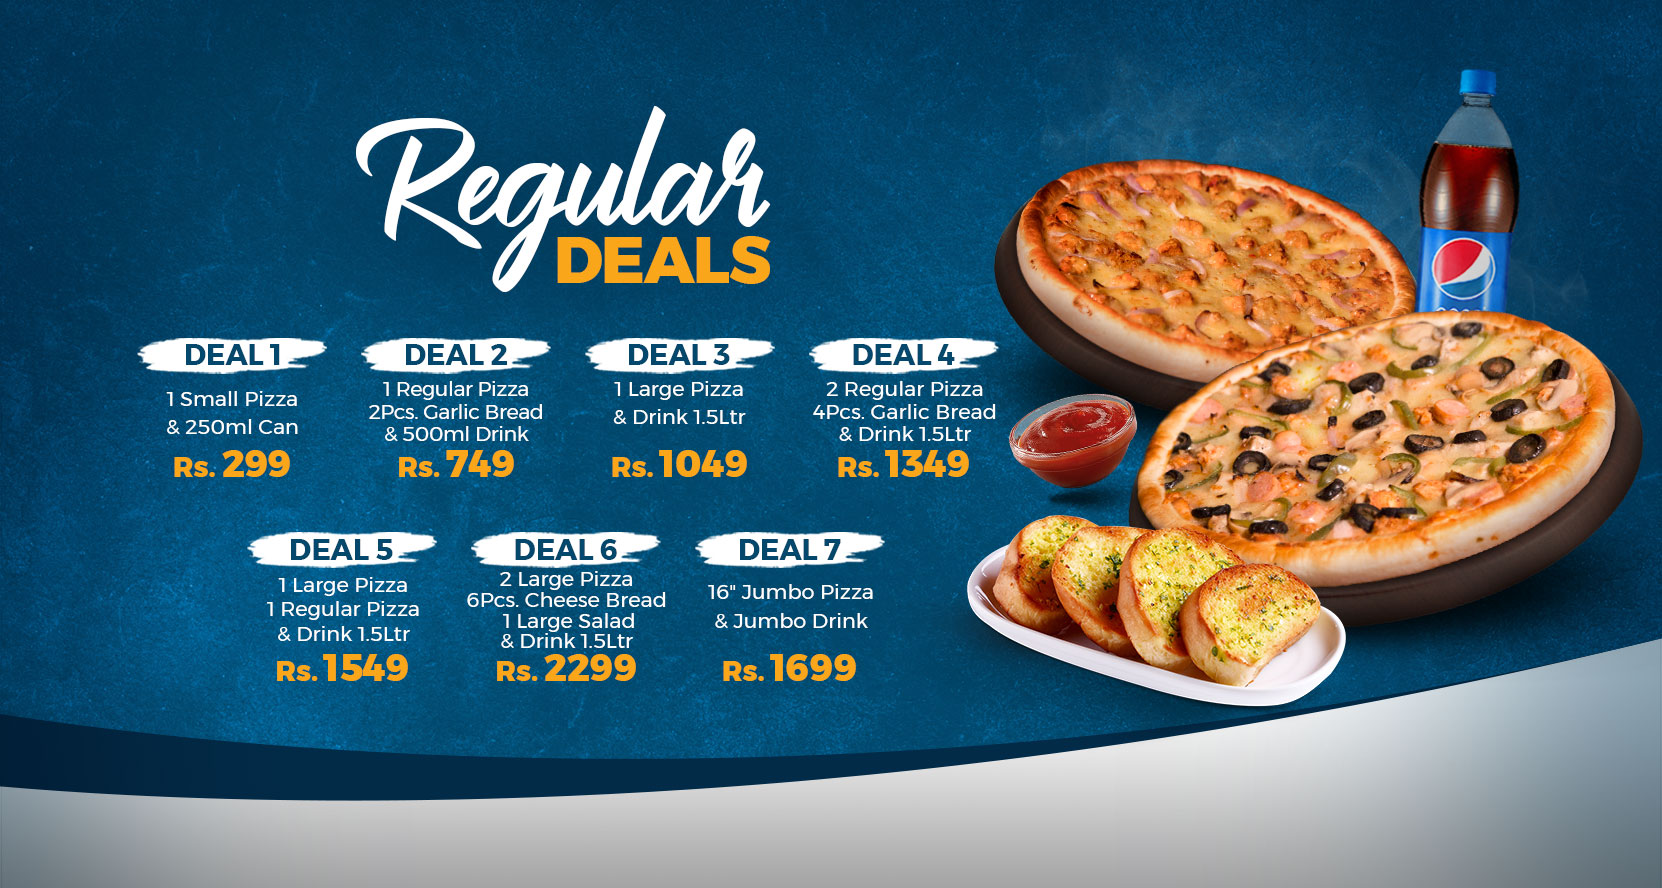 Regular
DEALS
DEAL 1
1 Small Pizza
& 250ml Can
Rs. 299
DEAL 2
1 Regular Pizza
2Pcs. Garlic Bread
& 500ml Drink
Rs. 749
DEAL 3
1 Large Pizza
& Drink 1.5Ltr
Rs. 1049
DEAL 4
2 Regular Pizza
4Pcs. Garlic Bread
& Drink 1.5Ltr
Rs. 1349
DEAL 5
1 Large Pizza
1 Regular Pizza
& Drink 1.5Ltr
Rs. 1549
DEAL 6
2 Large Pizza
6Pcs. Cheese Bread
1 Large Salad
& Drink 1.5Ltr
Rs. 2299
DEAL 7
16" Jumbo Pizza
& Jumbo Drink
Rs. 1699